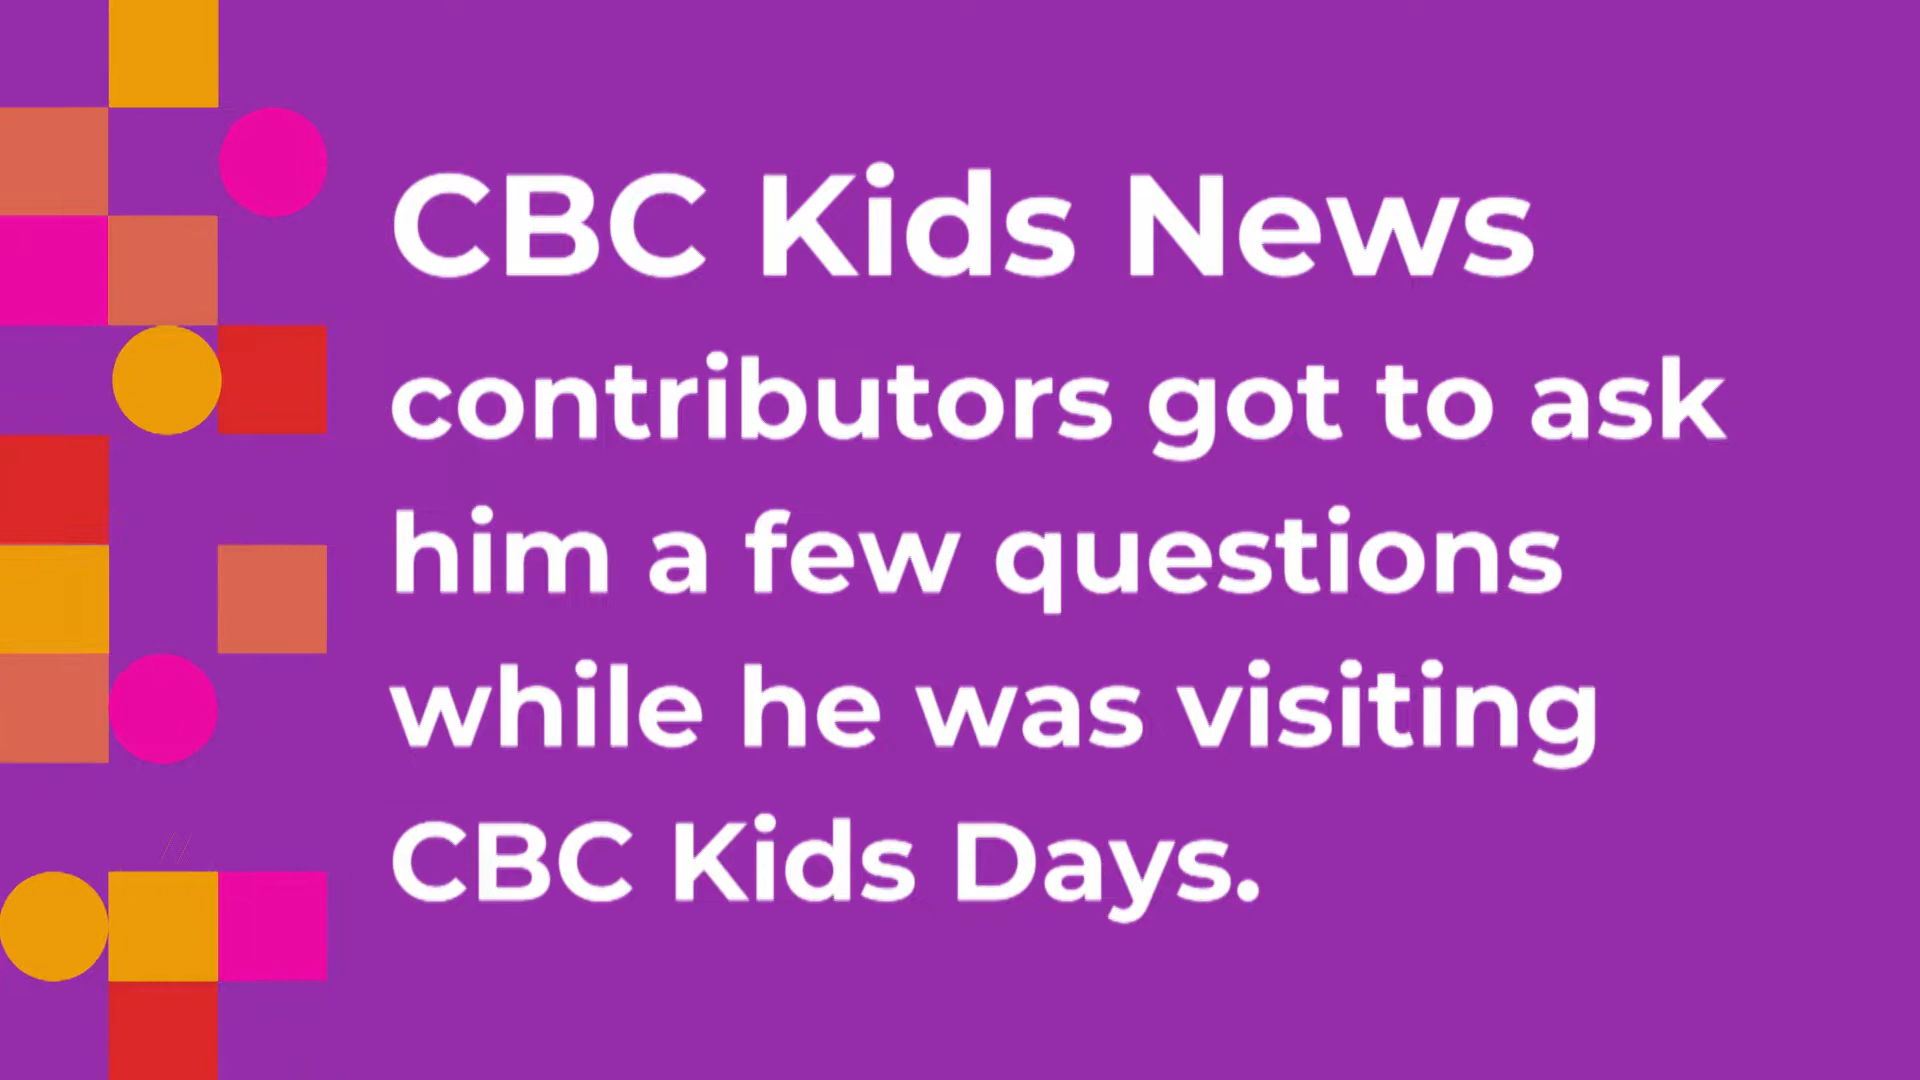 CBC Kids News
contributors got to ask
him a few questions
while he was visiting
CBC Kids Days.